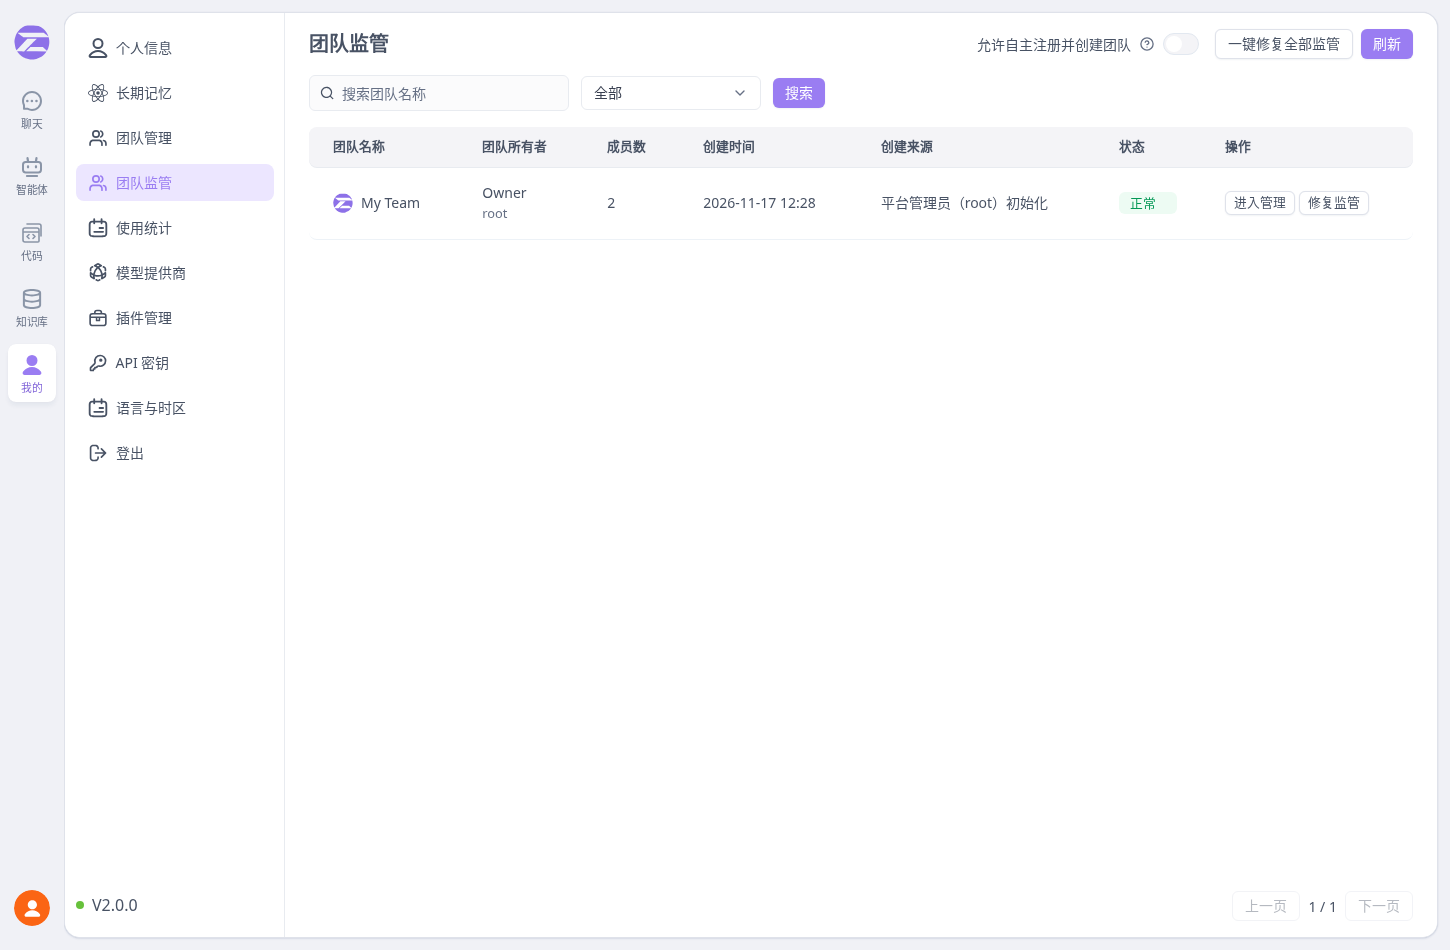 聊天
智能体
代码
知识库
我的
个人信息
长期记忆
团队管理
团队监管
使用统计
模型提供商
插件管理
API 密钥
语言与时区
登出
V2.0.0
团队监管
允许自主注册并创建团队
一键修复全部监管
刷新
搜索团队名称
全部
搜索
团队名称 团队所有者 成员数 创建时间 创建来源 状态 操作
My Team Owner 2 2026-11-17 12:28 平台管理员（root）初始化 正常 进入管理 修复监管
root
上一页 1 / 1 下一页